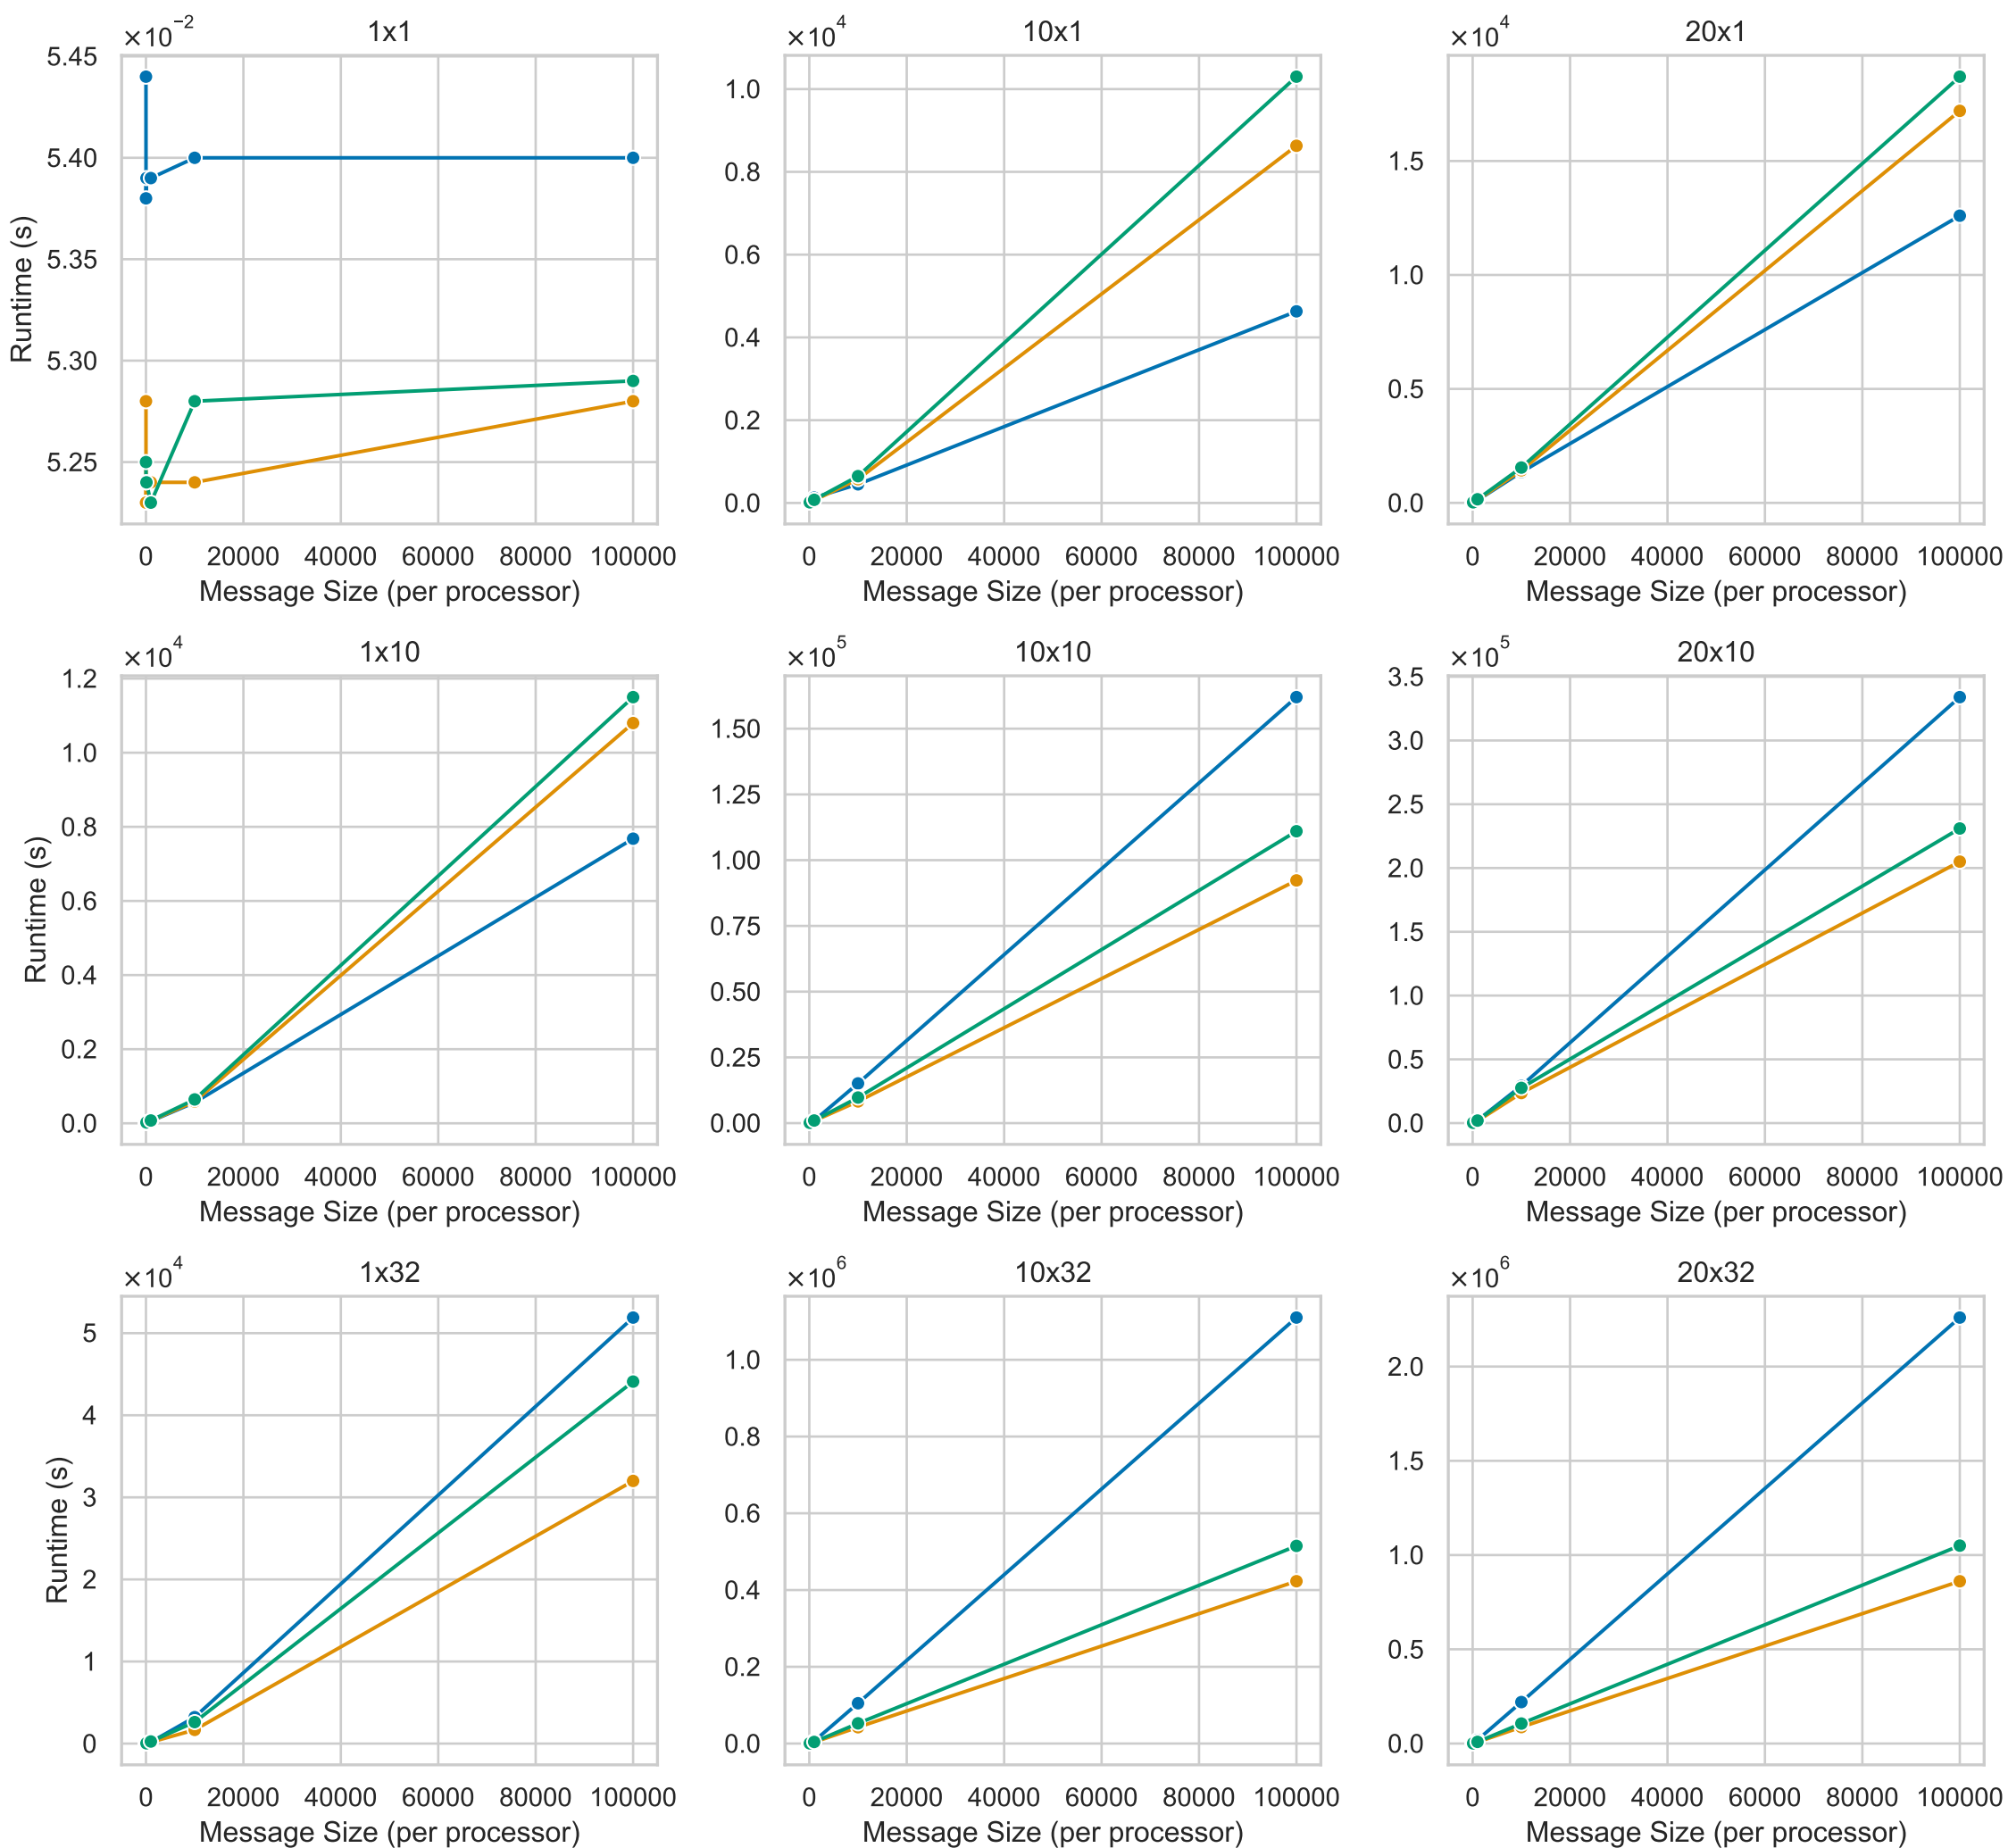 ×10−2 1x1
5.45
5.40
5.35
5.30
5.25
Runtime (s)
0 20000 40000 60000 80000 100000
Message Size (per processor)
×104 10x1
1.0
0.8
0.6
0.4
0.2
0.0
0 20000 40000 60000 80000 100000
Message Size (per processor)
×104 20x1
1.5
1.0
0.5
0.0
0 20000 40000 60000 80000 100000
Message Size (per processor)
×104 1x10
1.2
1.0
0.8
0.6
0.4
0.2
0.0
Runtime (s)
0 20000 40000 60000 80000 100000
Message Size (per processor)
×105 10x10
1.50
1.25
1.00
0.75
0.50
0.25
0.00
0 20000 40000 60000 80000 100000
Message Size (per processor)
×105 20x10
3.5
3.0
2.5
2.0
1.5
1.0
0.5
0.0
0 20000 40000 60000 80000 100000
Message Size (per processor)
×104 1x32
5
4
3
2
1
0
Runtime (s)
0 20000 40000 60000 80000 100000
Message Size (per processor)
×106 10x32
1.0
0.8
0.6
0.4
0.2
0.0
0 20000 40000 60000 80000 100000
Message Size (per processor)
×106 20x32
2.0
1.5
1.0
0.5
0.0
0 20000 40000 60000 80000 100000
Message Size (per processor)